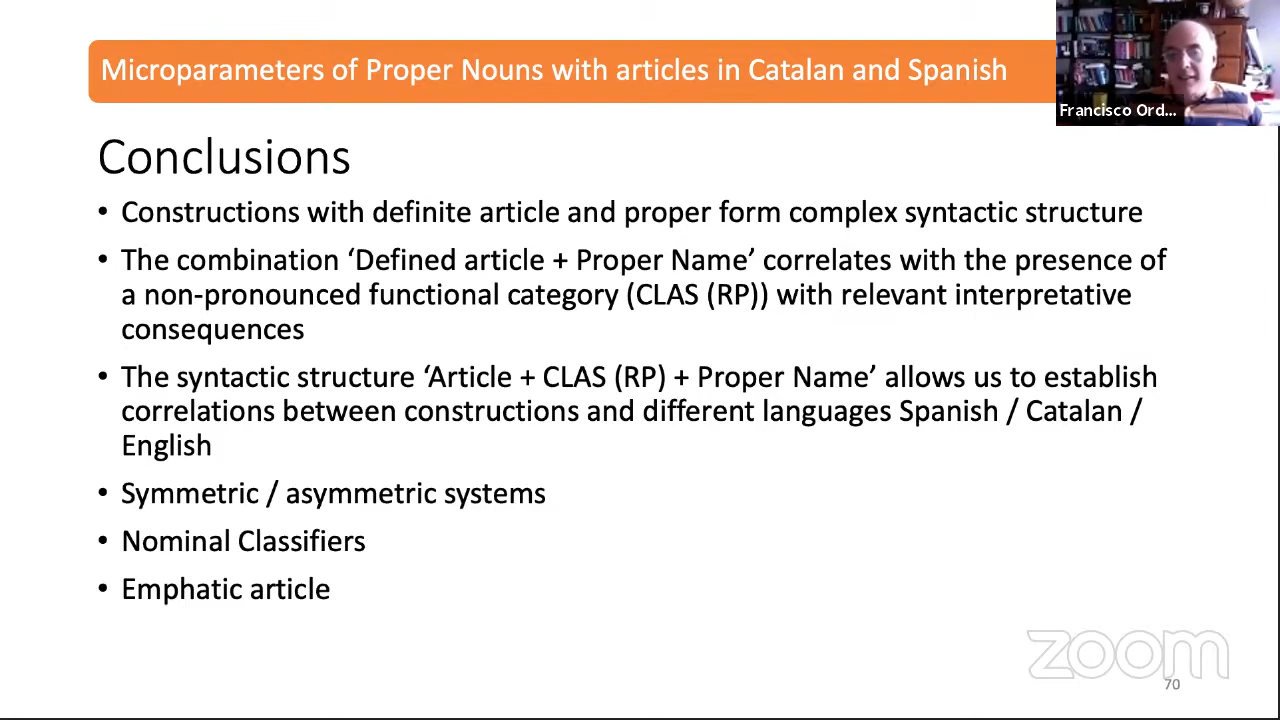 Microparameters of Proper Nouns with articles in Catalan and Spanish
Francisco Ord...
Conclusions
• Constructions with definite article and proper form complex syntactic structure
• The combination ‘Defined article + Proper Name’ correlates with the presence of
a non-pronounced functional category (CLAS (RP)) with relevant interpretative
consequences
• The syntactic structure ‘Article + CLAS (RP) + Proper Name’ allows us to establish
correlations between constructions and different languages Spanish / Catalan /
English
• Symmetric / asymmetric systems
• Nominal Classifiers
• Emphatic article
zoom
70